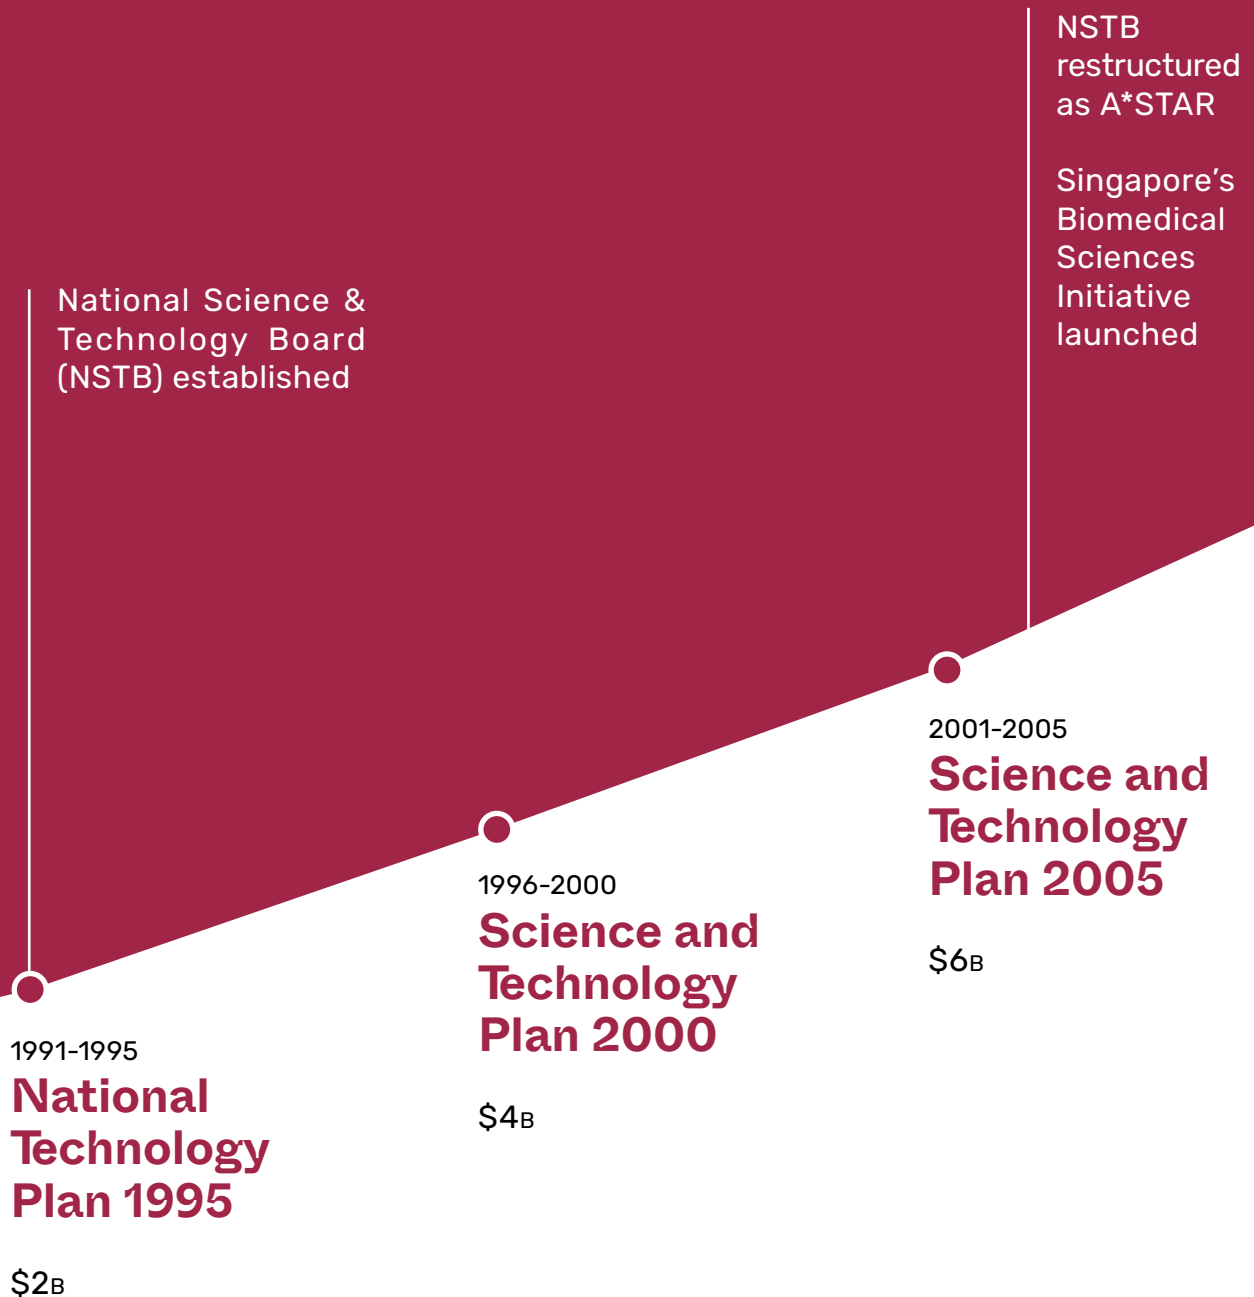 NSTB
restructured
as A*STAR
Singapore’s
Biomedical
Sciences
Initiative
launched
National Science &
Technology Board
(NSTB) established
2001-2005
Science and
Technology
Plan 2005
$6B
1996-2000
Science and
Technology
Plan 2000
$4B
1991-1995
National
Technology
Plan 1995
$2B